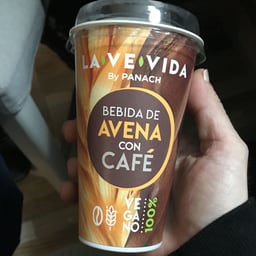 LA VE VIDA
By PANACH
BEBIDA DE
AVENA
CON
CAFÉ
VE
GA
NO
100%